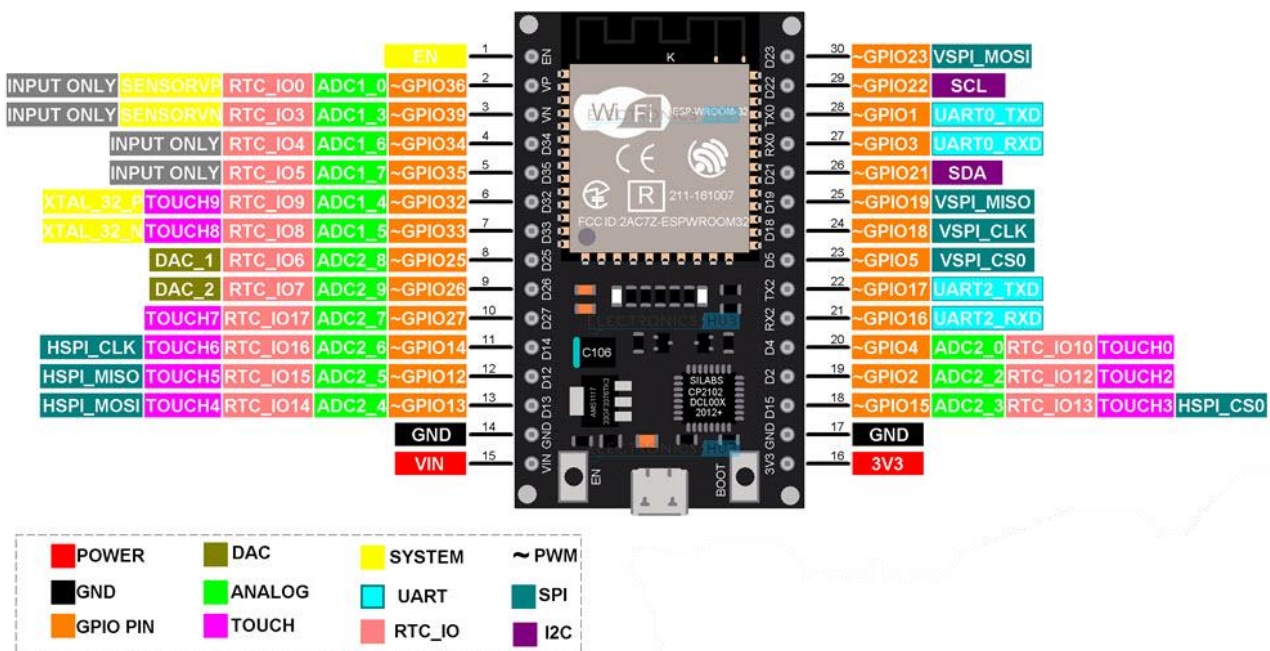 EN 1 EN D23 30 ~GPIO23 VSPI_MOSI
K
INPUT ONLY SENSORVP RTC_IO0 ADC1_0 ~GPIO36 2 VP D22 29 ~GPIO22 SCL
INPUT ONLY SENSORVN RTC_IO3 ADC1_3 ~GPIO39 3 VN Wi Fi ESP-WROOM-32 TX0 28 ~GPIO1 UART0_TXD
INPUT ONLY RTC_IO4 ADC1_6 ~GPIO34 4 D34 RX0 27 ~GPIO3 UART0_RXD
INPUT ONLY RTC_IO5 ADC1_7 ~GPIO35 5 D35 CE D21 26 ~GPIO21 SDA
XTAL_32_P TOUCH9 RTC_IO9 ADC1_4 ~GPIO32 6 D32 R 211-161007 D19 25 ~GPIO19 VSPI_MISO
XTAL_32_N TOUCH8 RTC_IO8 ADC1_5 ~GPIO33 7 D33 FCC ID:2AC7Z-ESPWROOM32 D18 24 ~GPIO18 VSPI_CLK
DAC_1 RTC_IO6 ADC2_8 ~GPIO25 8 D25 D5 23 ~GPIO5 VSPI_CS0
DAC_2 RTC_IO7 ADC2_9 ~GPIO26 9 D26 TX2 22 ~GPIO17 UART2_TXD
TOUCH7 RTC_IO17 ADC2_7 ~GPIO27 10 D27 ELECTRONICS HUB RX2 21 ~GPIO16 UART2_RXD
HSPI_CLK TOUCH6 RTC_IO16 ADC2_6 ~GPIO14 11 D14 C106 D4 20 ~GPIO4 ADC2_0 RTC_IO10 TOUCH0
HSPI_MISO TOUCH5 RTC_IO15 ADC2_5 ~GPIO12 12 D12 D2 19 ~GPIO2 ADC2_2 RTC_IO12 TOUCH2
SILABS
CP2102
DCL00X
2012+
AMS1117
HSPI_MOSI TOUCH4 RTC_IO14 ADC2_4 ~GPIO13 13 D13 D15 18 ~GPIO15 ADC2_3 RTC_IO13 TOUCH3 HSPI_CS0
GND 14 GND GND 17 GND
VIN 15 VIN 3V3 16 3V3
EN BOOT
POWER DAC SYSTEM ~ PWM
GND ANALOG UART SPI
GPIO PIN TOUCH RTC_IO I2C